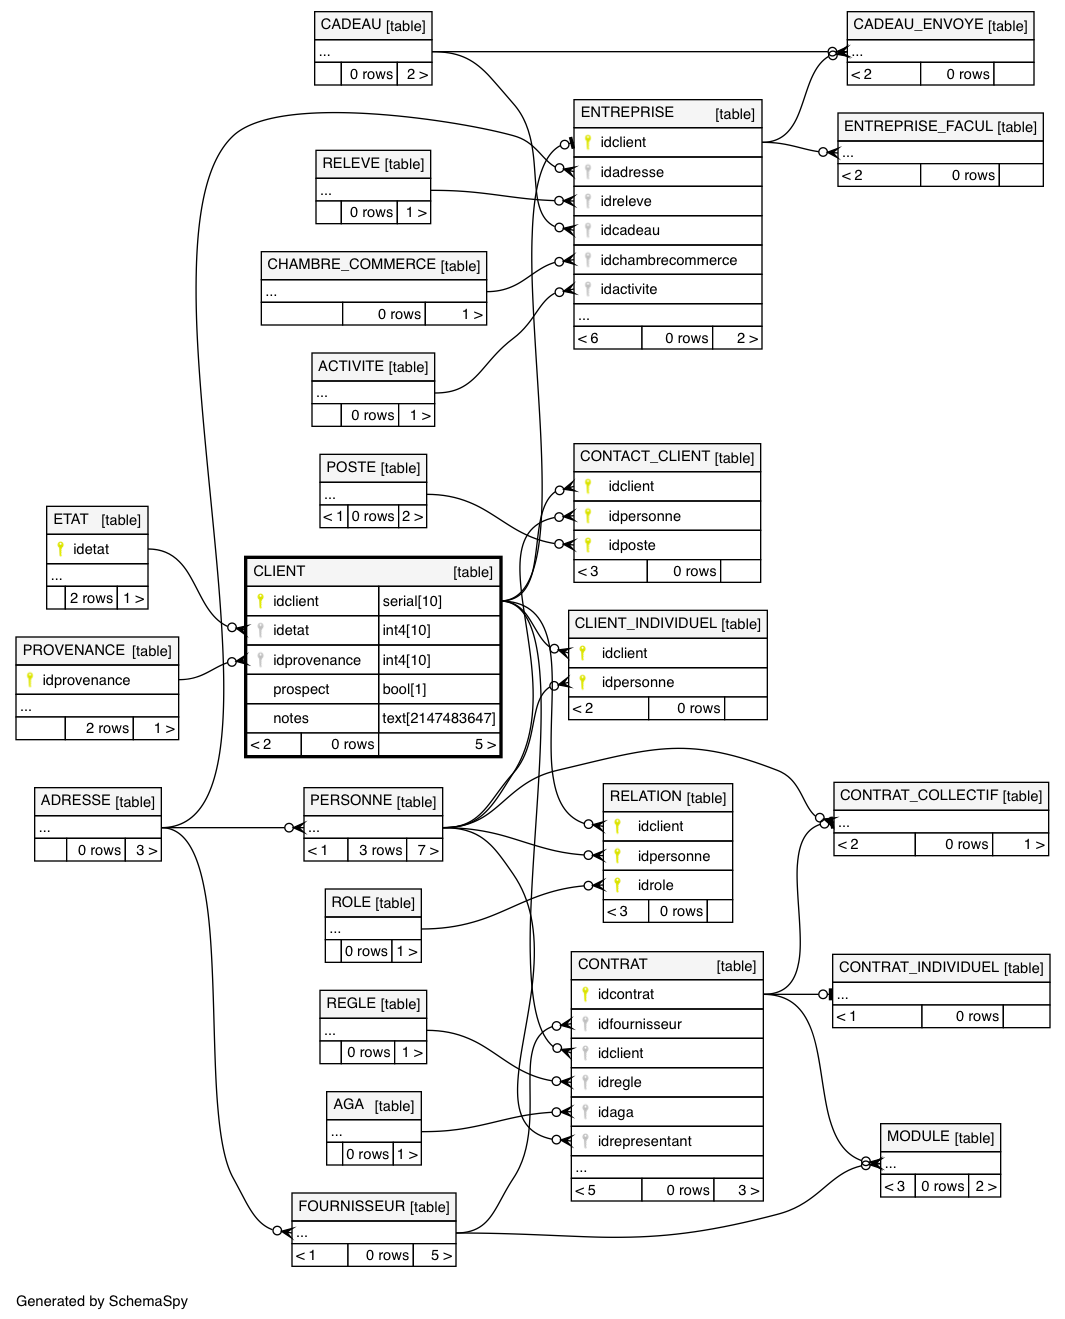 CADEAU [table]
...
0 rows 2 >
CADEAU_ENVOYE [table]
...
< 2 0 rows
ENTREPRISE [table]
idclient
idadresse
idreleve
idcadeau
idchambrecommerce
idactivite
...
< 6 0 rows 2 >
ENTREPRISE_FACUL [table]
...
< 2 0 rows
RELEVE [table]
...
0 rows 1 >
CHAMBRE_COMMERCE [table]
...
0 rows 1 >
ACTIVITE [table]
...
0 rows 1 >
POSTE [table]
...
< 1 0 rows 2 >
CONTACT_CLIENT [table]
idclient
idpersonne
idposte
< 3 0 rows
ETAT [table]
idetat
...
2 rows 1 >
CLIENT [table]
idclient serial[10]
idetat int4[10]
idprovenance int4[10]
prospect bool[1]
notes text[2147483647]
< 2 0 rows 5 >
CLIENT_INDIVIDUEL [table]
idclient
idpersonne
< 2 0 rows
PROVENANCE [table]
idprovenance
...
2 rows 1 >
ADRESSE [table]
...
0 rows 3 >
PERSONNE [table]
...
< 1 3 rows 7 >
RELATION [table]
idclient
idpersonne
idrole
< 3 0 rows
CONTRAT_COLLECTIF [table]
...
< 2 0 rows 1 >
ROLE [table]
...
0 rows 1 >
CONTRAT [table]
idcontrat
idfournisseur
idclient
idregle
idaga
idrepresentant
...
< 5 0 rows 3 >
CONTRAT_INDIVIDUEL [table]
...
< 1 0 rows
REGLE [table]
...
0 rows 1 >
AGA [table]
...
0 rows 1 >
MODULE [table]
...
< 3 0 rows 2 >
FOURNISSEUR [table]
...
< 1 0 rows 5 >
Generated by SchemaSpy